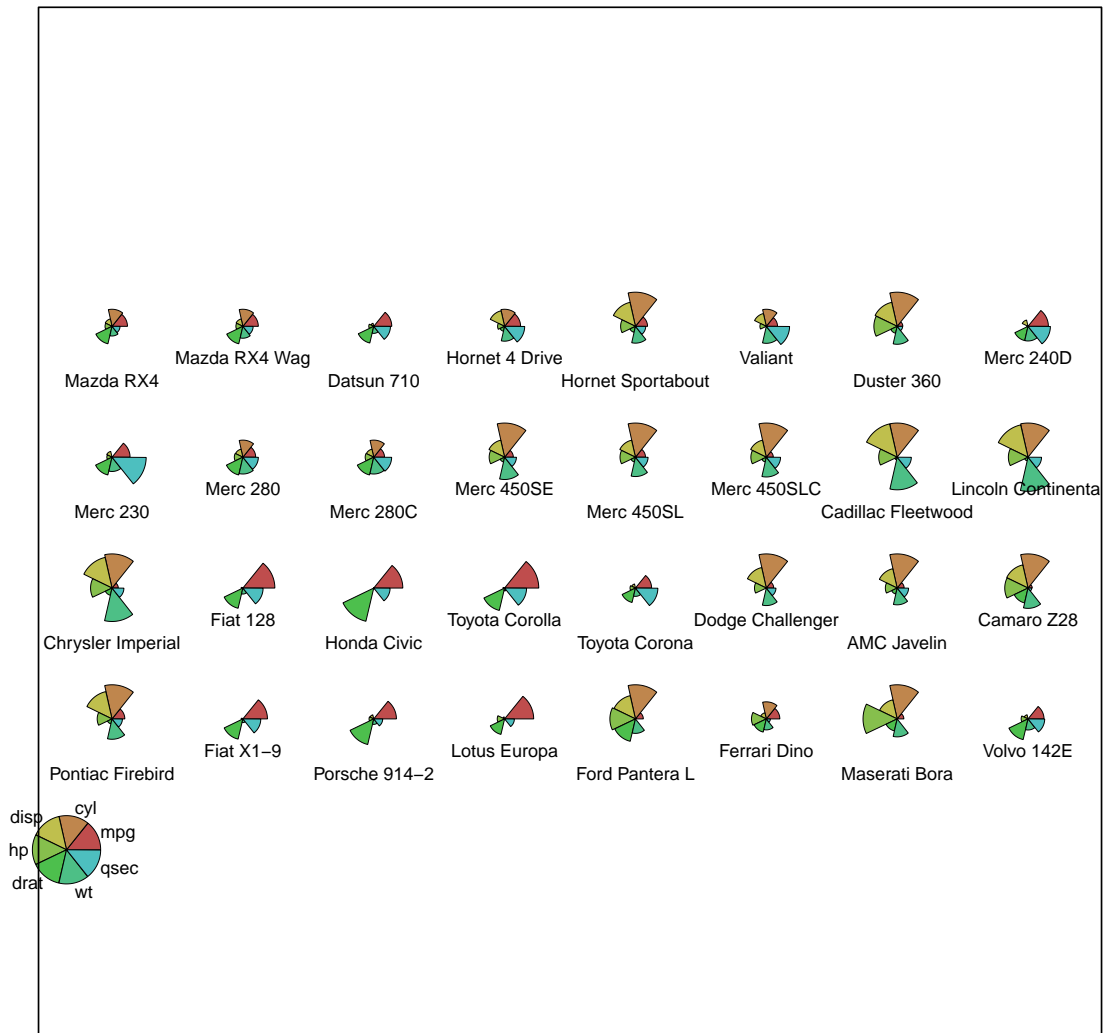 Mazda RX4
Mazda RX4 Wag
Datsun 710
Hornet 4 Drive
Hornet Sportabout
Valiant
Duster 360
Merc 240D
Merc 230
Merc 280
Merc 280C
Merc 450SE
Merc 450SL
Merc 450SLC
Cadillac Fleetwood
Lincoln Continenta
Chrysler Imperial
Fiat 128
Honda Civic
Toyota Corolla
Toyota Corona
Dodge Challenger
AMC Javelin
Camaro Z28
Pontiac Firebird
Fiat X1−9
Porsche 914−2
Lotus Europa
Ford Pantera L
Ferrari Dino
Maserati Bora
Volvo 142E
mpg
cyl
disp
hp
drat
wt
qsec